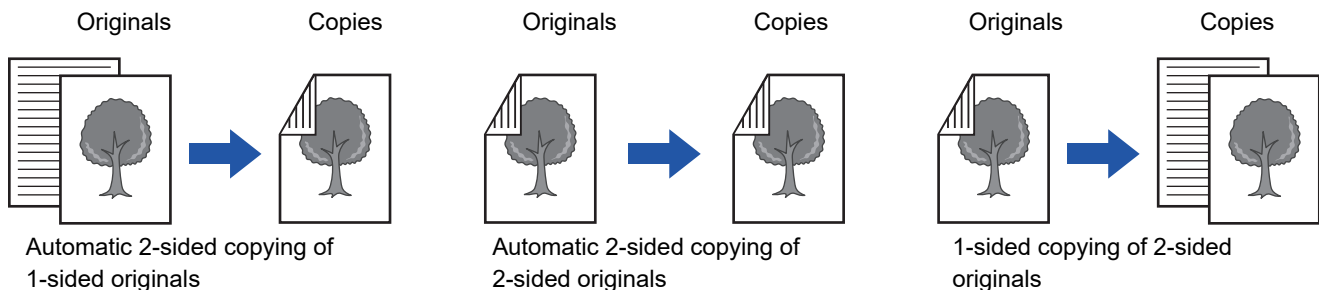 Originals
Copies
Automatic 2-sided copying of
1-sided originals
Originals
Copies
Automatic 2-sided copying of
2-sided originals
Originals
Copies
1-sided copying of 2-sided
originals